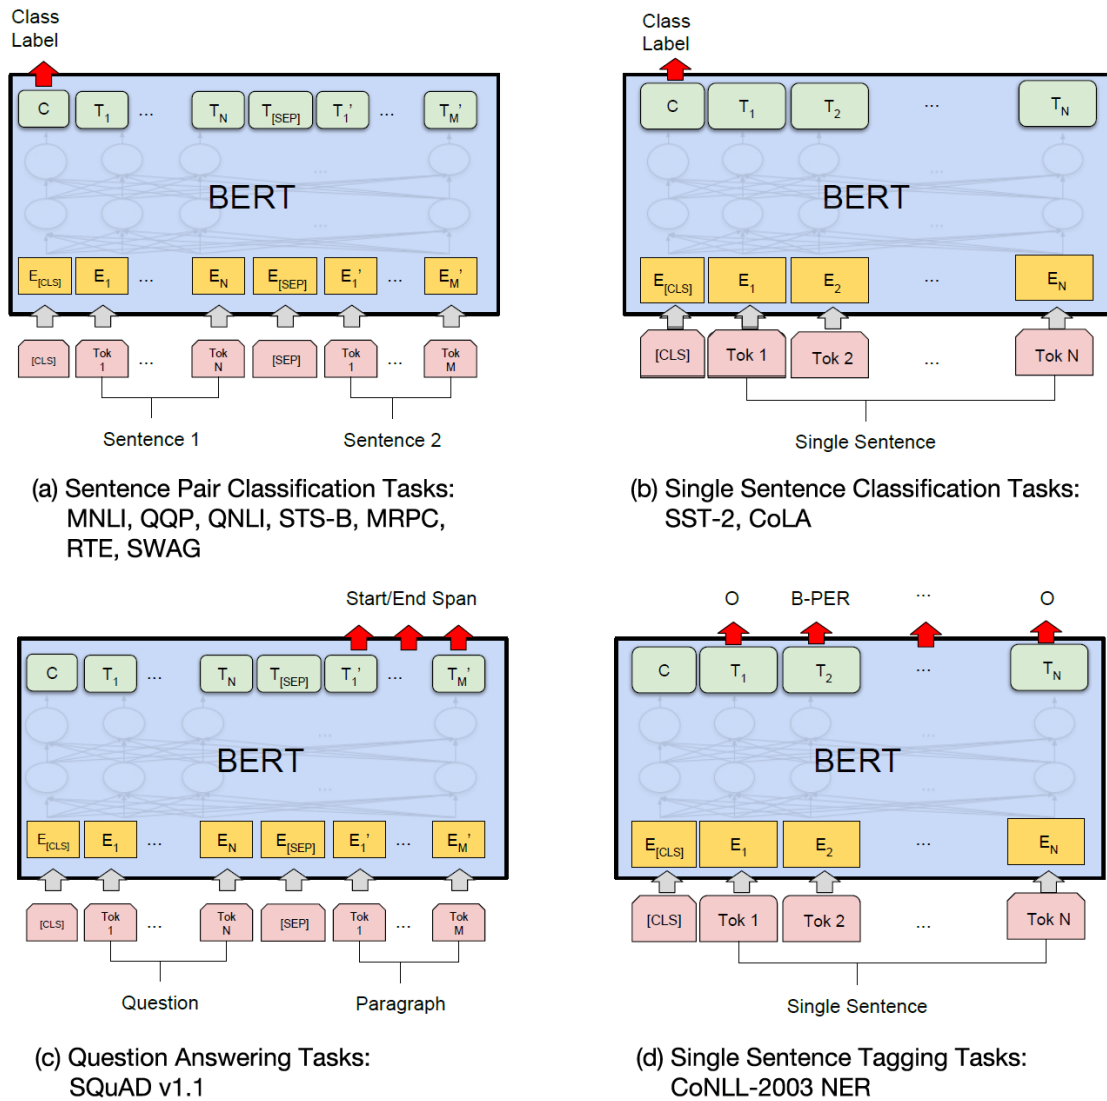 Class
Label
C T1 ... TN T[SEP] T1' ... TM'
...
BERT
...
E[CLS] E1 ... EN E[SEP] E1' ... EM'
[CLS] Tok 1 ... Tok N [SEP] Tok 1 ... Tok M
Sentence 1 Sentence 2
(a) Sentence Pair Classification Tasks:
MNLI, QQP, QNLI, STS-B, MRPC,
RTE, SWAG
Class
Label
C T1 T2 ... TN
...
BERT
...
E[CLS] E1 E2 ... EN
[CLS] Tok 1 Tok 2 ... Tok N
Single Sentence
(b) Single Sentence Classification Tasks:
SST-2, CoLA
Start/End Span
C T1 ... TN T[SEP] T1' ... TM'
...
BERT
...
E[CLS] E1 ... EN E[SEP] E1' ... EM'
[CLS] Tok 1 ... Tok N [SEP] Tok 1 ... Tok M
Question Paragraph
(c) Question Answering Tasks:
SQuAD v1.1
O B-PER ... O
C T1 T2 ... TN
...
BERT
...
E[CLS] E1 E2 ... EN
[CLS] Tok 1 Tok 2 ... Tok N
Single Sentence
(d) Single Sentence Tagging Tasks:
CoNLL-2003 NER